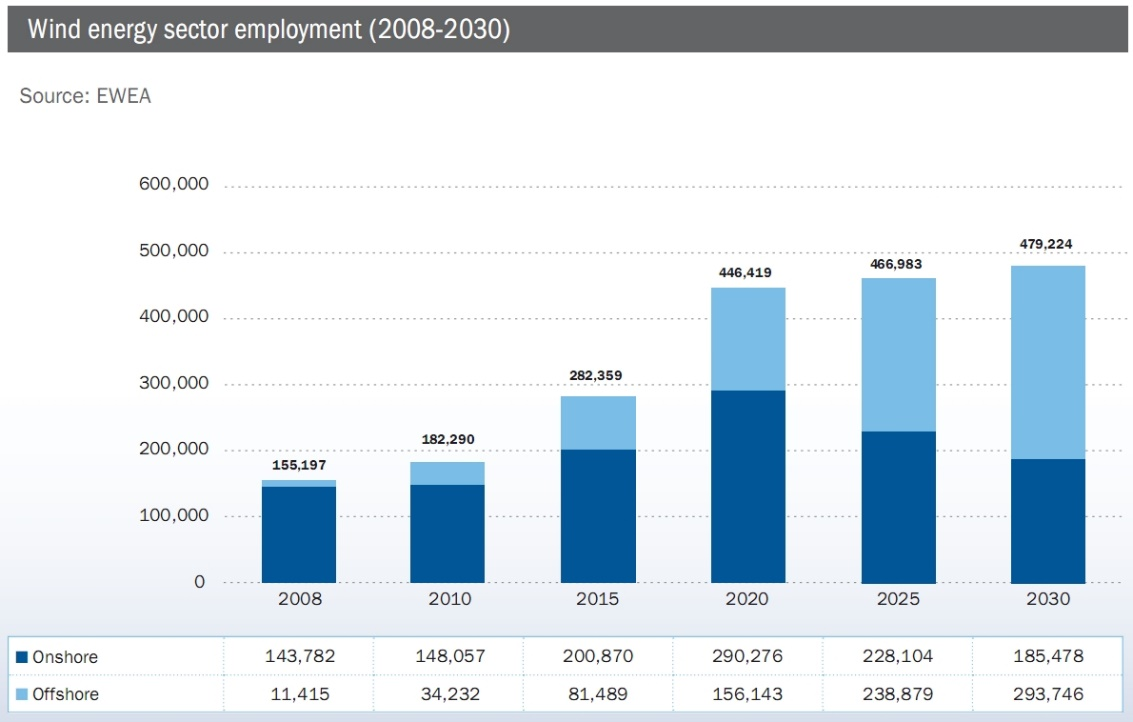 Wind energy sector employment (2008-2030)
Source: EWEA
600,000
500,000
400,000
300,000
200,000
100,000
0
155,197
182,290
282,359
446,419
466,983
479,224
2008 2010 2015 2020 2025 2030
Onshore 143,782 148,057 200,870 290,276 228,104 185,478
Offshore 11,415 34,232 81,489 156,143 238,879 293,746